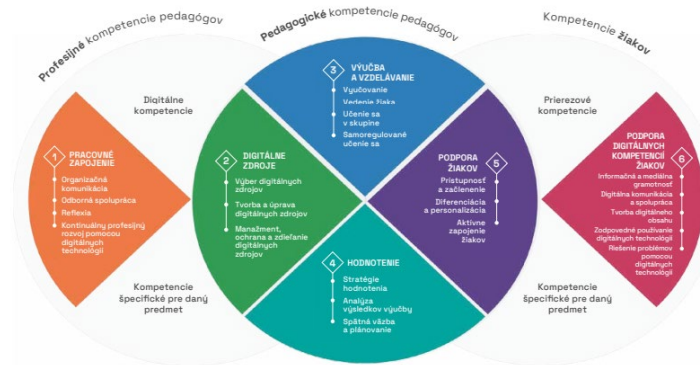 Profesijné kompetencie pedagógov
Pedagogické kompetencie pedagógov
Kompetencie žiakov
Digitálne
kompetencie
Prierezové
kompetencie
1
PRACOVNÉ
ZAPOJENIE
Organizačná
komunikácia
Odborná spolupráca
Reflexia
Kontinuálny profesijný
rozvoj pomocou
digitálnych
technológií
2
DIGITÁLNE
ZDROJE
Výber digitálnych
zdrojov
Tvorba a úprava
digitálnych zdrojov
Manažment,
ochrana a zdieľanie
digitálnych
zdrojov
3
VÝUČBA
A VZDELÁVANIE
Vyučovanie
Vedenie žiaka
Učenie sa
v skupine
Samoregulované
učenie sa
4
HODNOTENIE
Stratégie
hodnotenia
Analýza
výsledkov výučby
Spätná väzba
a plánovanie
PODPORA
ŽIAKOV
5
Prístupnosť
a začlenenie
Diferenciácia
a personalizácia
Aktívne
zapojenie
žiakov
PODPORA
DIGITÁLNYCH
KOMPETENCIÍ
ŽIAKOV
6
Informačná a mediálna
gramotnosť
Digitálna komunikácia
a spolupráca
Tvorba digitálneho
obsahu
Zodpovedné používanie
digitálnych technológií
Riešenie problémov
pomocou
digitálnych
technológií
Kompetencie
špecifické pre daný
predmet
Kompetencie
špecifické pre daný
predmet